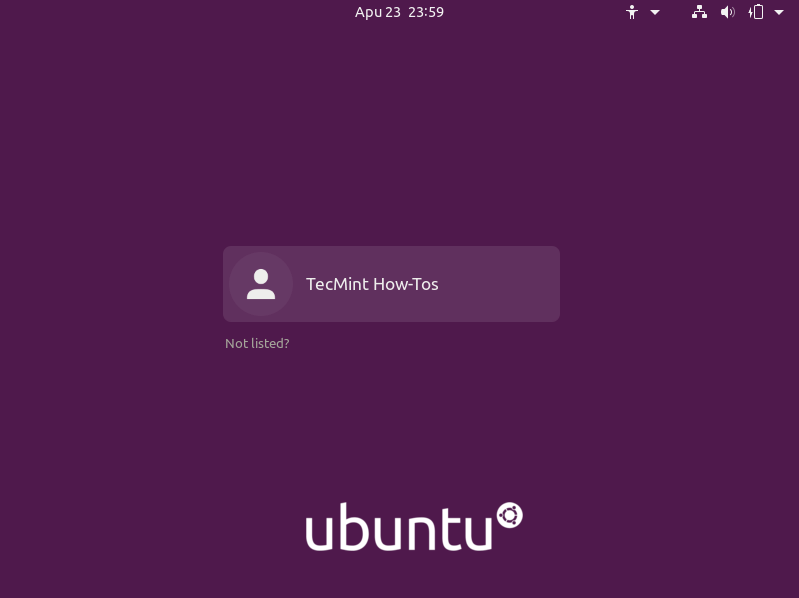 Apu 23 23:59
TecMint How-Tos
Not listed?
ubuntu